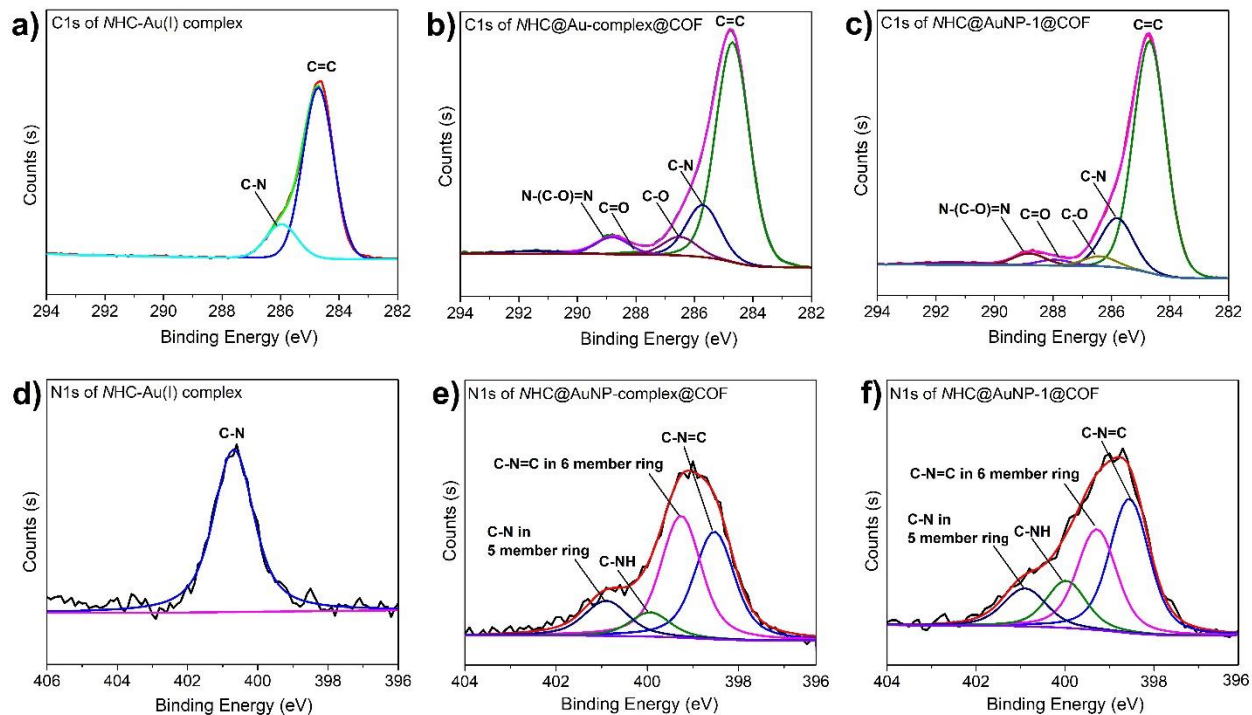 a)
C1s of NHC-Au(I) complex
C=C
C-N
Counts (s)
294 292 290 288 286 284 282
Binding Energy (eV)
b)
C1s of NHC@Au-complex@COF
C=C
C-N
N-(C-O)=N
C=O
C-O
Counts (s)
294 292 290 288 286 284 282
Binding Energy (eV)
c)
C1s of NHC@AuNP-1@COF
C=C
C-N
N-(C-O)=N
C=O
C-O
Counts (s)
294 292 290 288 286 284 282
Binding Energy (eV)
d)
N1s of NHC-Au(I) complex
C-N
Counts (s)
406 404 402 400 398 396
Binding Energy (eV)
e)
N1s of NHC@AuNP-complex@COF
C-N=C
C-N=C in 6 member ring
C-N in
5 member ring
C-NH
Counts (s)
404 402 400 398 396
Binding Energy (eV)
f)
N1s of NHC@AuNP-1@COF
C-N=C
C-N=C in 6 member ring
C-N in
5 member ring
C-NH
Counts (s)
404 402 400 398 396
Binding Energy (eV)